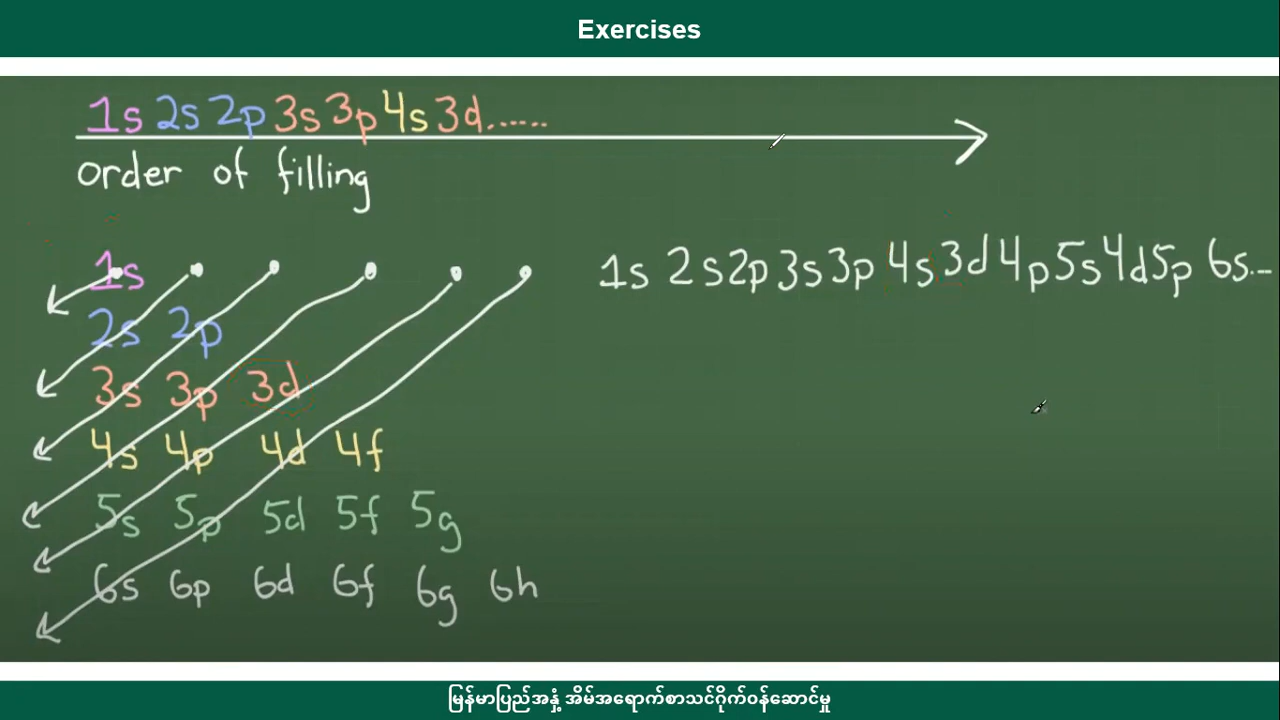 Exercises
1s 2s 2p 3s 3p 4s 3d......
order of filling
1s 2s 2p 3s 3p 4s 3d 4p 5s 4d 5p 6s...
1s
2s 2p
3s 3p 3d
4s 4p 4d 4f
5s 5p 5d 5f 5g
6s 6p 6d 6f 6g 6h
မြန်မာပြည်အနှံ့ အိမ်အရောက်စာသင်ဂိုက်ဝန်ဆောင်မှု